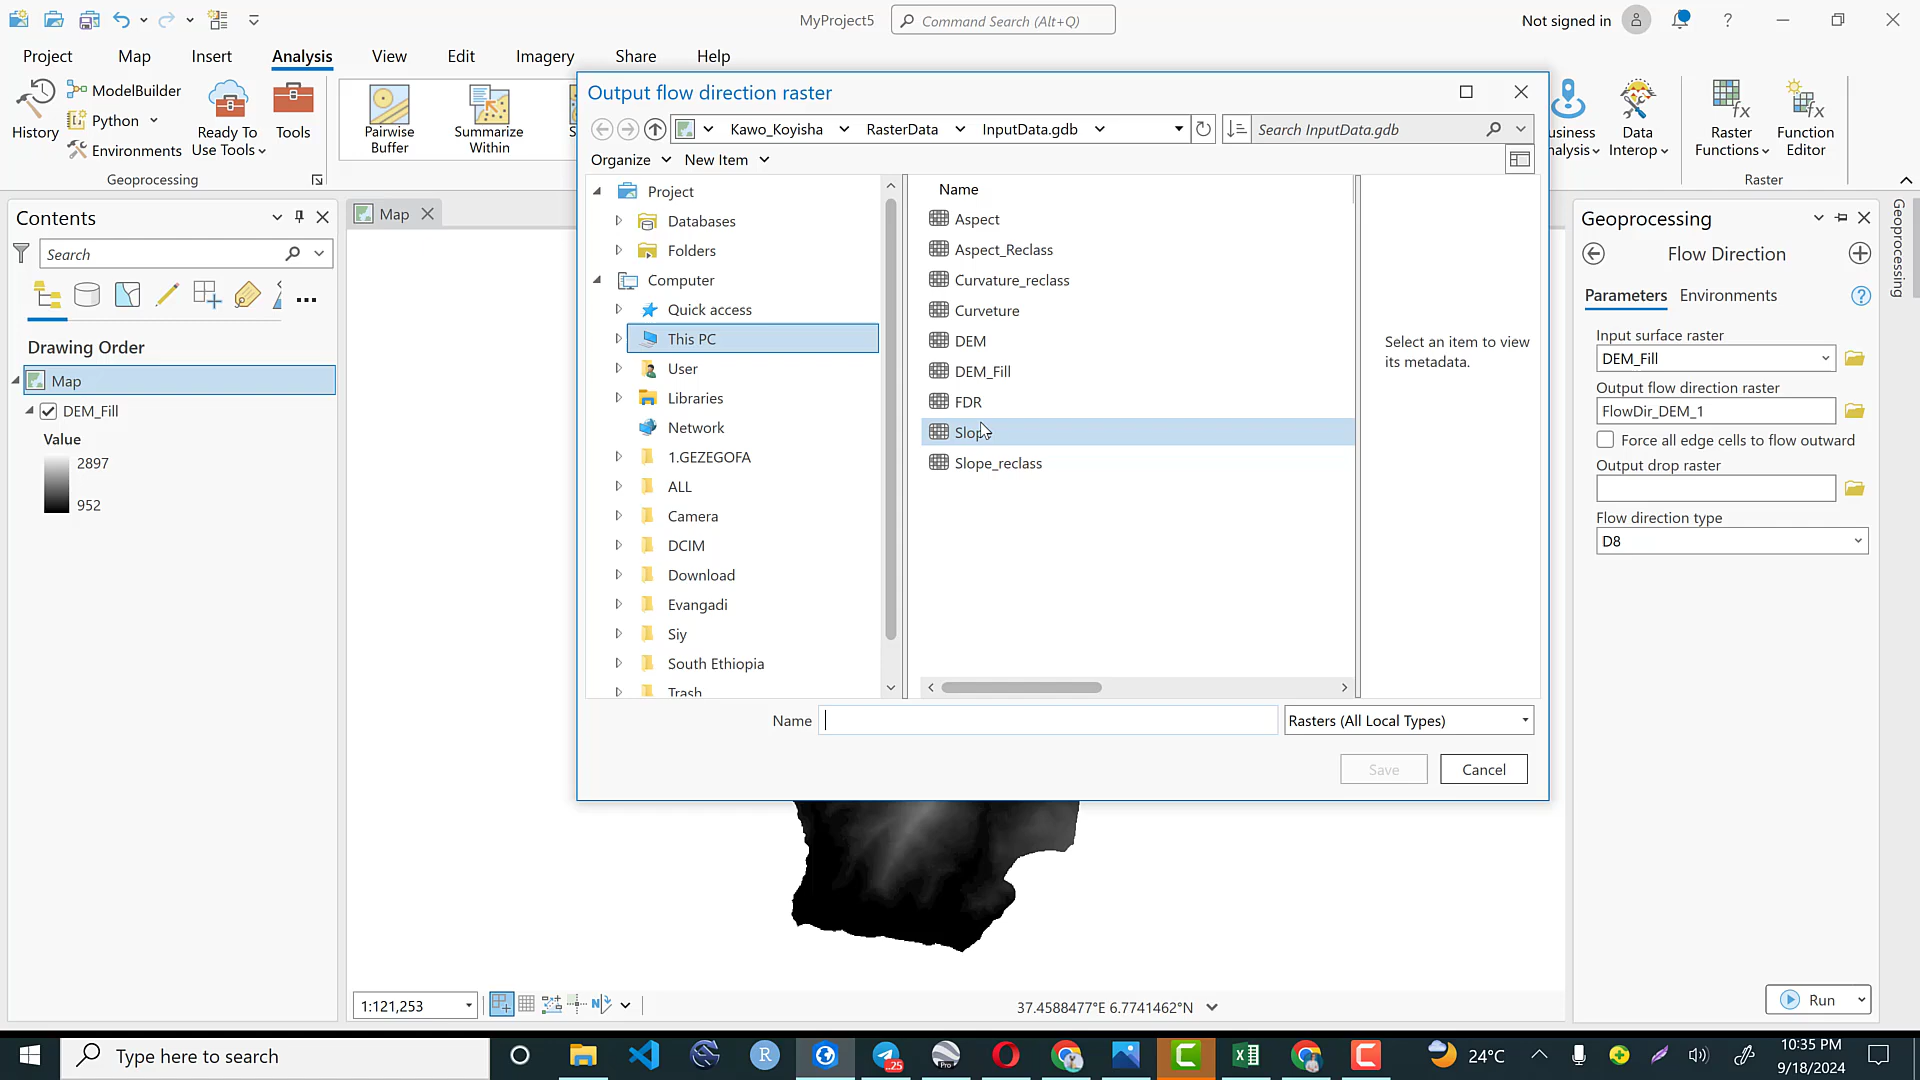 MyProject5
Command Search (Alt+Q)
Not signed in
Project
Map
Insert
Analysis
View
Edit
Imagery
Share
Help
History
ModelBuilder
Python
Environments
Ready To
Use Tools
Tools
Geoprocessing
Pairwise
Buffer
Summarize
Within
S
usiness
nalysis
Data
Interop
Raster
Functions
Function
Editor
Raster
Output flow direction raster
Kawo_Koyisha
RasterData
InputData.gdb
Search InputData.gdb
Organize
New Item
Project
Databases
Folders
Computer
Quick access
This PC
User
Libraries
Network
1.GEZEGOFA
ALL
Camera
DCIM
Download
Evangadi
Siy
South Ethiopia
Trash
Name
Aspect
Aspect_Reclass
Curvature_reclass
Curveture
DEM
DEM_Fill
FDR
Slope
Slope_reclass
Select an item to view
its metadata.
Name
Rasters (All Local Types)
Save
Cancel
Contents
Search
Drawing Order
Map
DEM_Fill
Value
2897
952
Map
1:121,253
37.4588477°E 6.7741462°N
Geoprocessing
Flow Direction
Parameters
Environments
Input surface raster
DEM_Fill
Output flow direction raster
FlowDir_DEM_1
Force all edge cells to flow outward
Output drop raster
Flow direction type
D8
Run
Geoprocessing
Type here to search
R
25
Pro
24°C
10:35 PM
9/18/2024